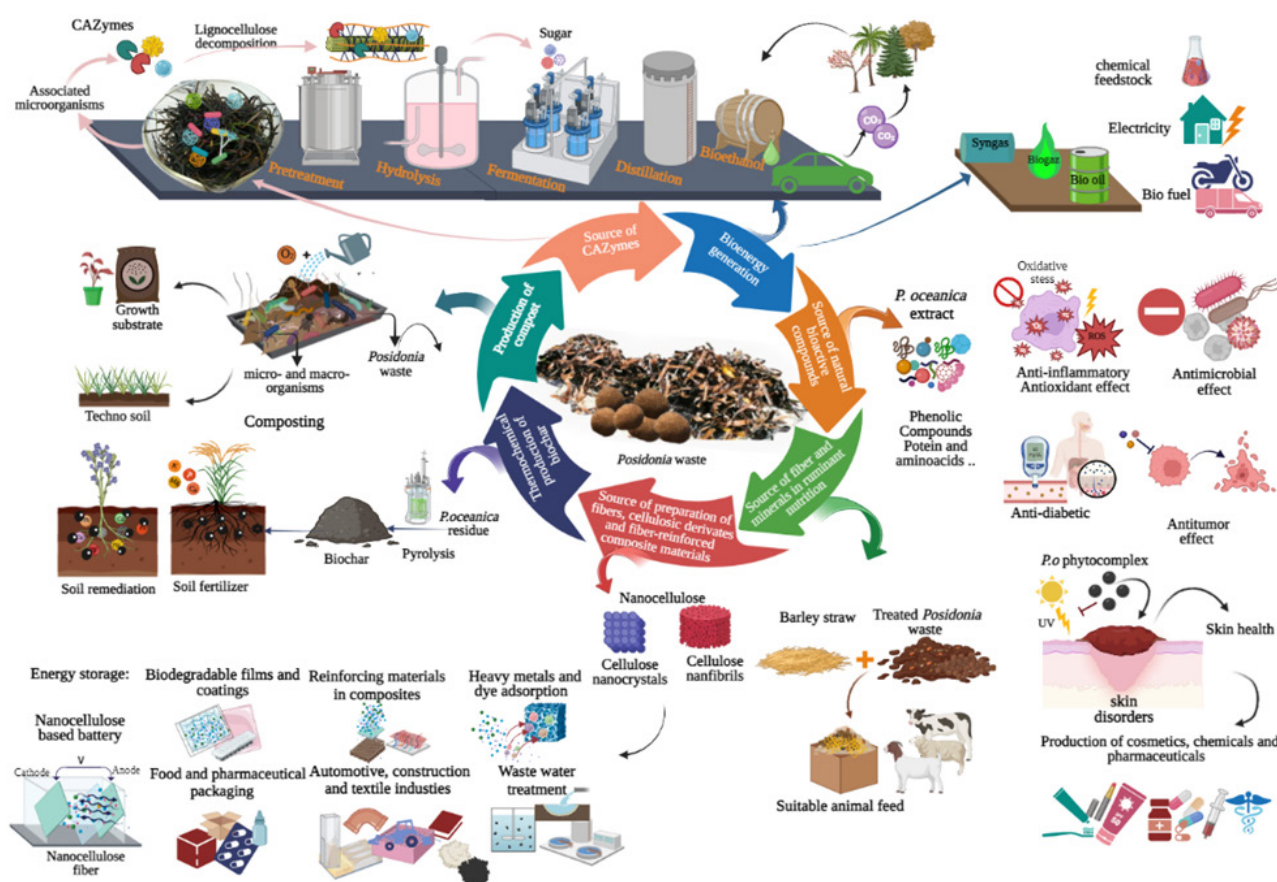 CAZymes
Lignocellulose
decomposition
Sugar
Associated
microorganisms
Pretreatment
Hydrolysis
Fermentation
Distillation
Bioethanol
CO₂
CO₂
chemical
feedstock
Electricity
Bio fuel
Syngas
Biogaz
Bio oil
Source of
CAZymes
Bioenergy
generation
Source of natural
bioactive
compounds
Source of fiber and
minerals in ruminant
nutrition
Source of preparation of
fibers, cellulosic derivates
and fiber-reinforced
composite materials
Thermochemical
production of
biochar
Production of
compost
Posidonia waste
O₂ +
Growth
substrate
Posidonia
waste
micro- and macro-
organisms
Techno soil
Composting
P. oceanica
extract
Phenolic
Compounds
Potein and
aminoacids ..
Oxidative
stess
ROS
Anti-inflammatory
Antioxidant effect
Antimicrobial
effect
Anti-diabetic
Antitumor
effect
P.oceanica
residue
Pyrolysis
Biochar
Soil remediation
Soil fertilizer
P.o phytocomplex
UV
Skin health
skin
disorders
Production of cosmetics, chemicals and
pharmaceuticals
Nanocellulose
Cellulose
nanocrystals
Cellulose
nanfibrils
Barley straw
Treated Posidonia
waste
+
Suitable animal feed
Energy storage:
Nanocellulose
based battery
V
Cathode
Anode
Nanocellulose
fiber
Biodegradable films and
coatings
Food and pharmaceutical
packaging
Reinforcing materials
in composites
Automotive, construction
and textile industies
Heavy metals and
dye adsorption
Waste water
treatment